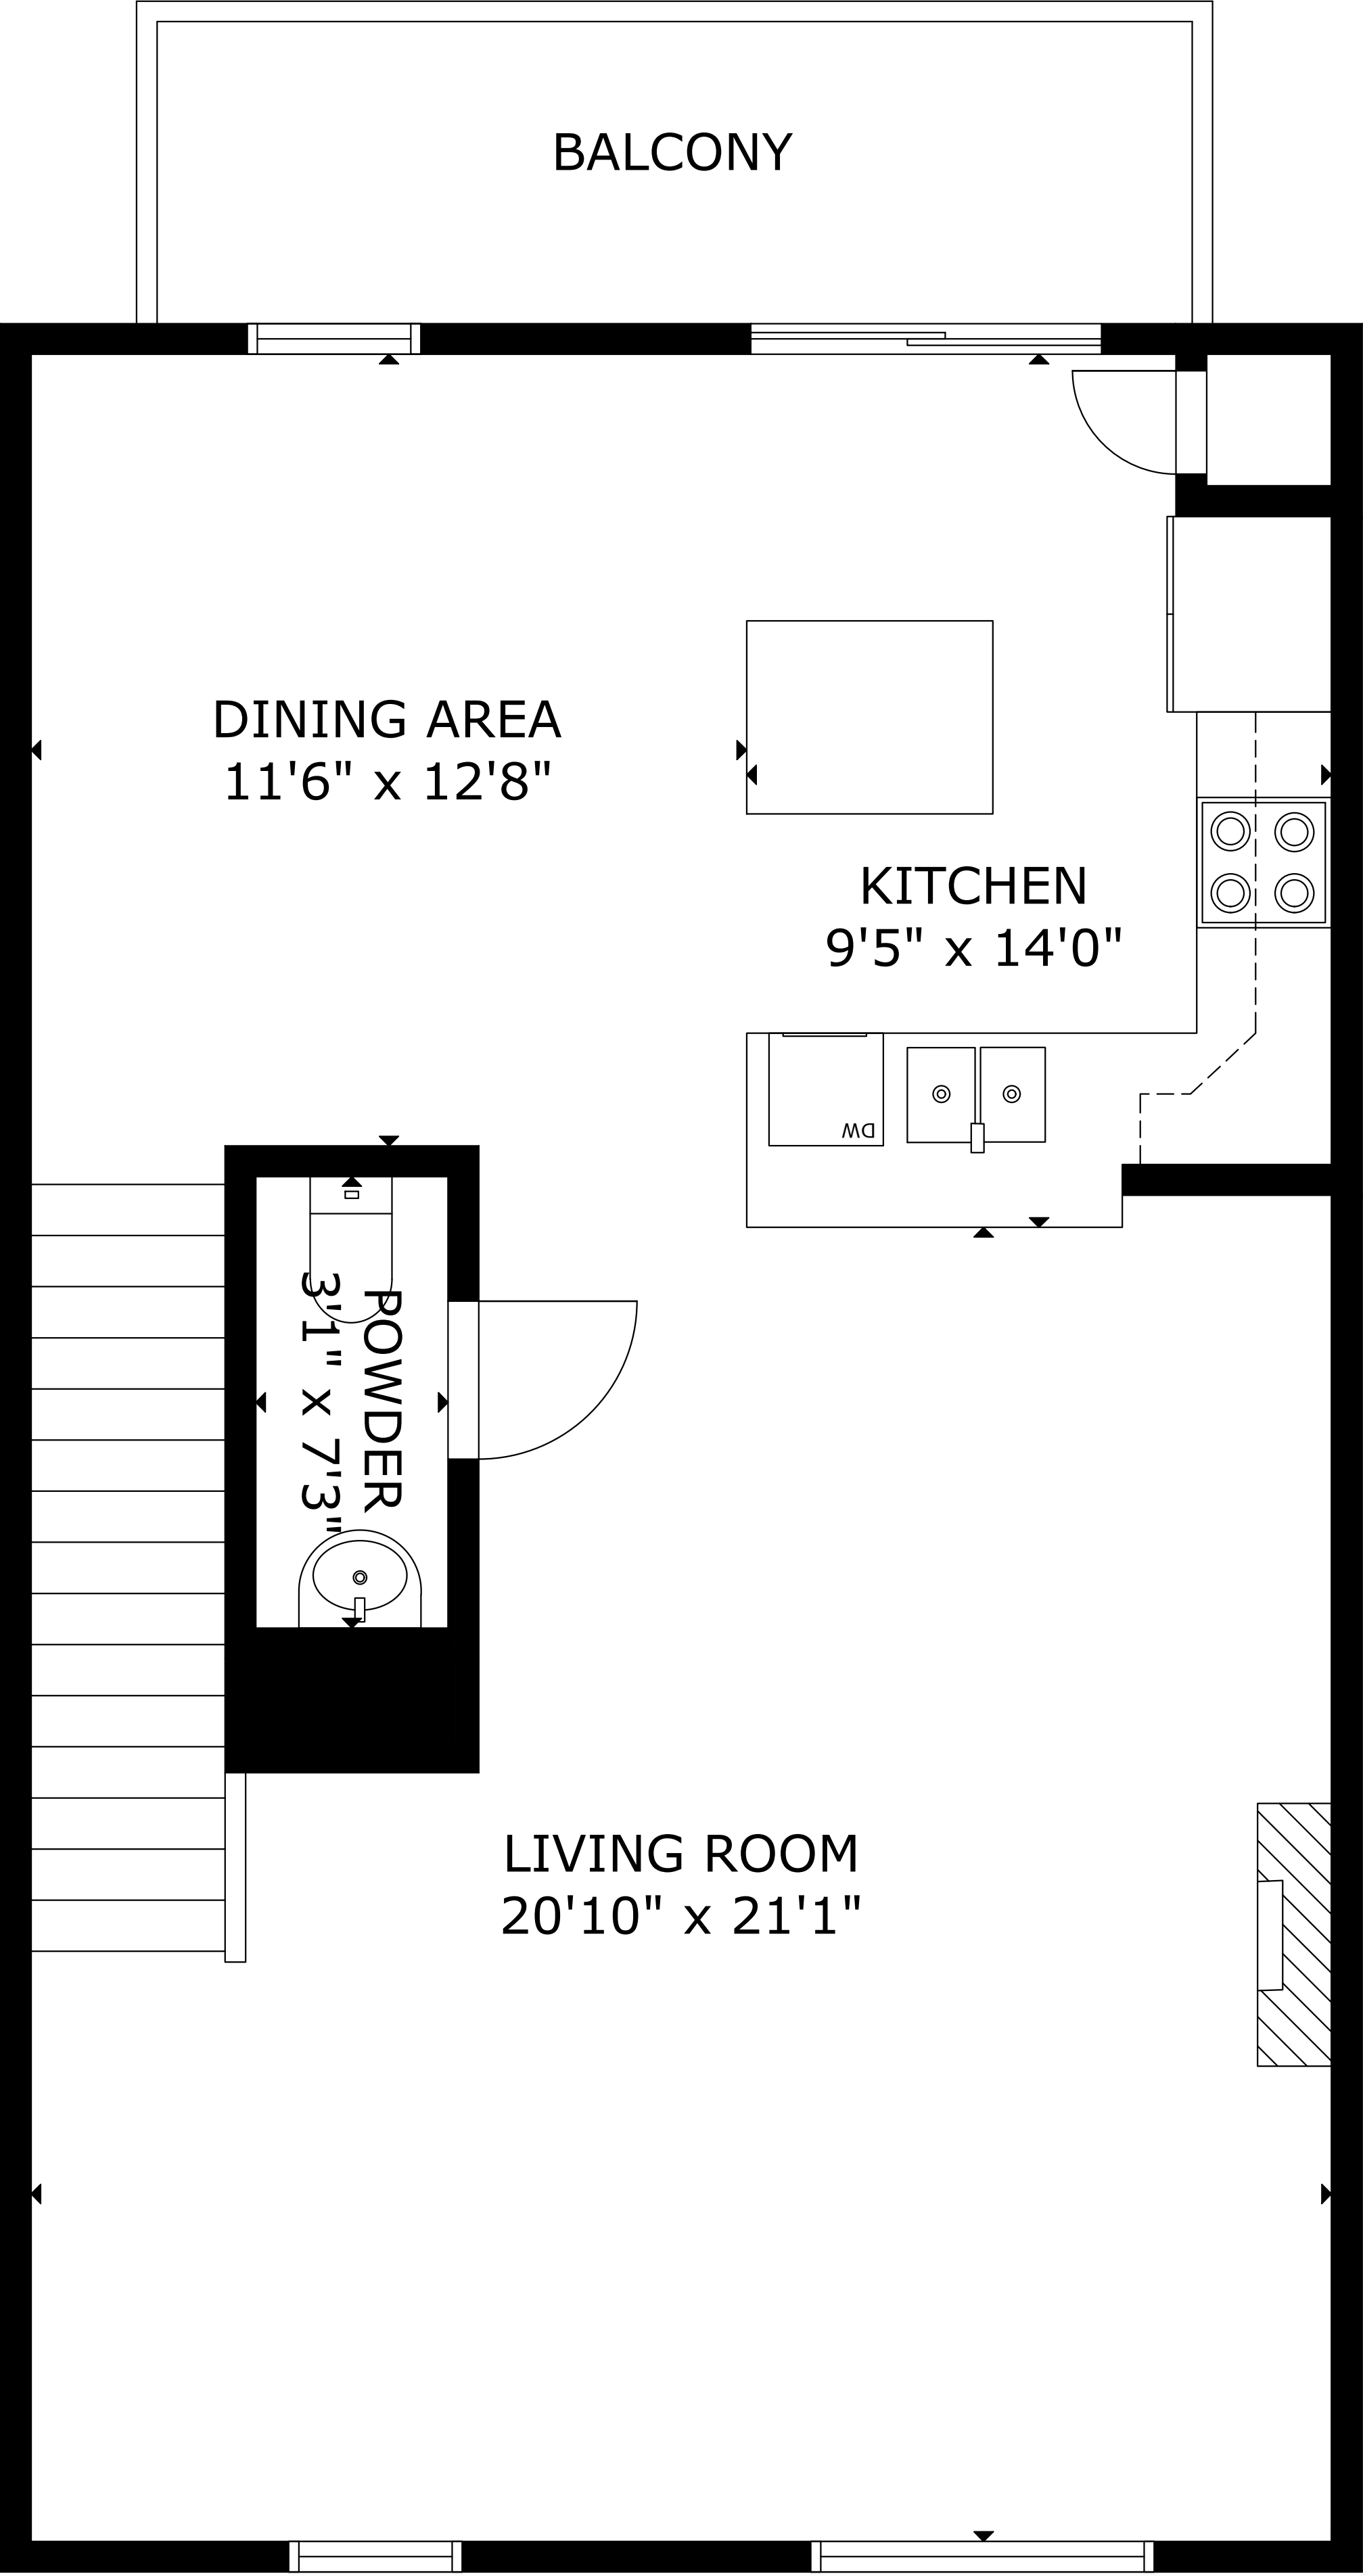 BALCONY
DINING AREA
11'6" x 12'8"
KITCHEN
9'5" x 14'0"
DW
POWDER
3'1" x 7'3"
LIVING ROOM
20'10" x 21'1"